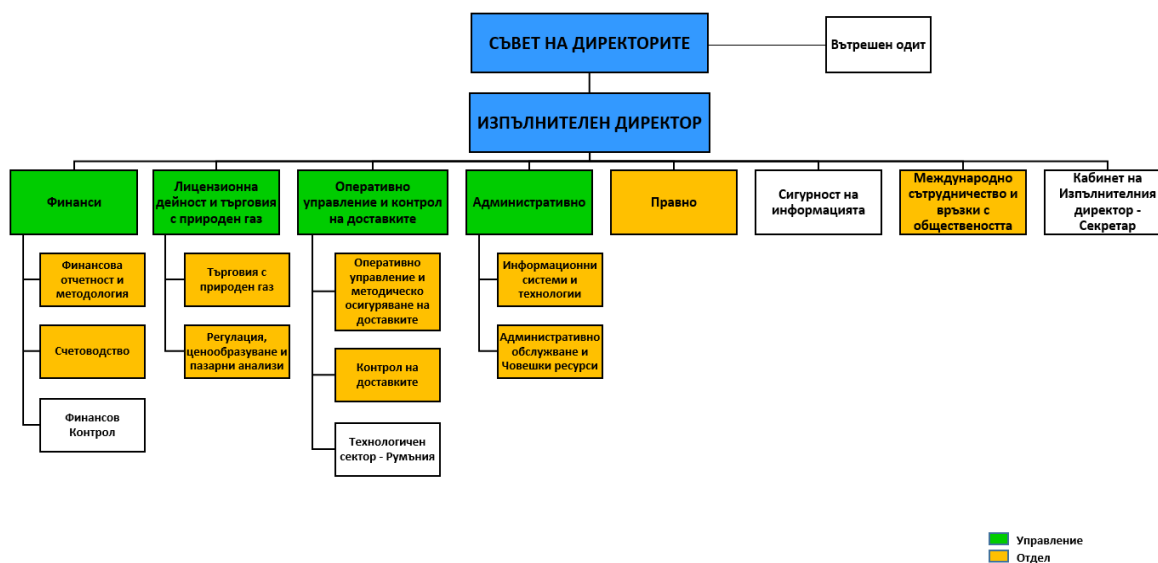 СЪВЕТ НА ДИРЕКТОРИТЕ
Вътрешен одит
ИЗПЪЛНИТЕЛЕН ДИРЕКТОР
Финанси
Лицензионна
дейност и търговия
с природен газ
Оперативно
управление и контрол
на доставките
Административно
Правно
Сигурност на
информацията
Международно
сътрудничество и
връзки с
обществеността
Кабинет на
Изпълнителния
директор -
Секретар
Финансова
отчетност и
методология
Счетоводство
Финансов
Контрол
Търговия с
природен газ
Регулация,
ценообразуване и
пазарни анализи
Оперативно
управление и
методическо
осигуряване на
доставките
Контрол на
доставките
Технологичен
сектор - Румъния
Информационни
системи и
технологии
Административно
обслужване и
Човешки ресурси
Управление
Отдел